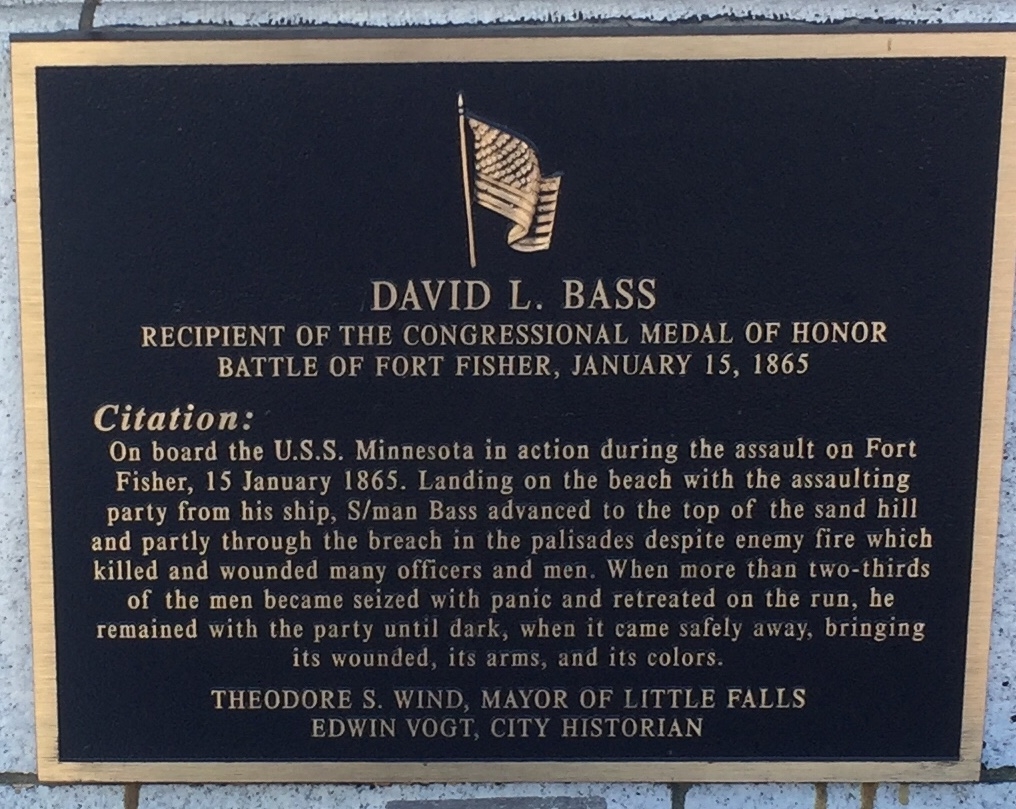 DAVID L. BASS
RECIPIENT OF THE CONGRESSIONAL MEDAL OF HONOR
BATTLE OF FORT FISHER, JANUARY 15, 1865
Citation:
On board the U.S.S. Minnesota in action during the assault on Fort
Fisher, 15 January 1865. Landing on the beach with the assaulting
party from his ship, S/man Bass advanced to the top of the sand hill
and partly through the breach in the palisades despite enemy fire which
killed and wounded many officers and men. When more than two-thirds
of the men became seized with panic and retreated on the run, he
remained with the party until dark, when it came safely away, bringing
its wounded, its arms, and its colors.
THEODORE S. WIND, MAYOR OF LITTLE FALLS
EDWIN VOGT, CITY HISTORIAN